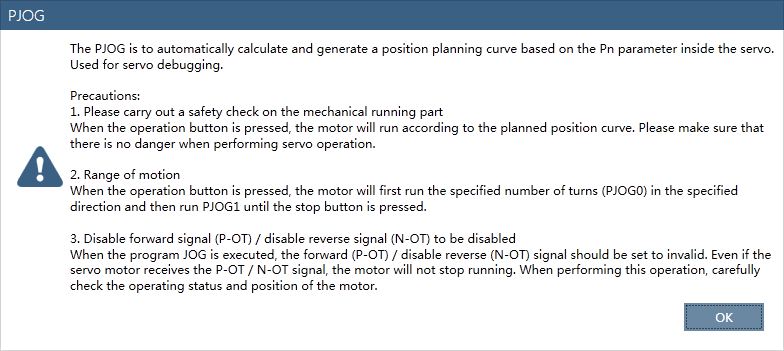 PJOG
The PJOG is to automatically calculate and generate a position planning curve based on the Pn parameter inside the servo.
Used for servo debugging.
Precautions:
1. Please carry out a safety check on the mechanical running part
When the operation button is pressed, the motor will run according to the planned position curve. Please make sure that
there is no danger when performing servo operation.
2. Range of motion
When the operation button is pressed, the motor will first run the specified number of turns (PJOG0) in the specified
direction and then run PJOG1 until the stop button is pressed.
3. Disable forward signal (P-OT) / disable reverse signal (N-OT) to be disabled
When the program JOG is executed, the forward (P-OT) / disable reverse (N-OT) signal should be set to invalid. Even if the
servo motor receives the P-OT / N-OT signal, the motor will not stop running. When performing this operation, carefully
check the operating status and position of the motor.
OK